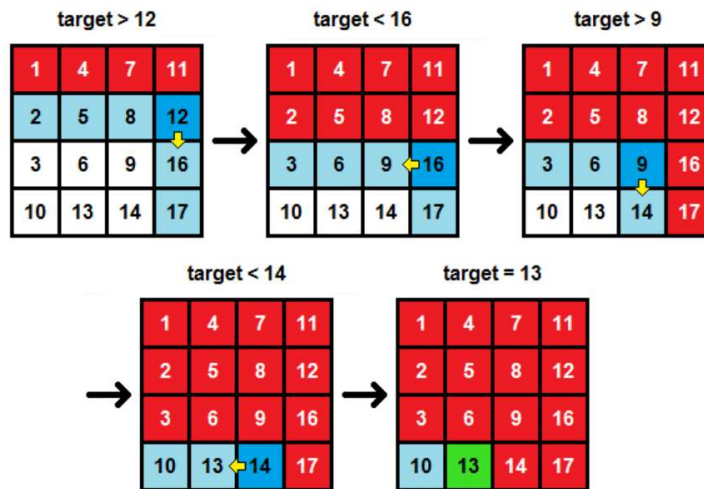 target > 12
target < 16
target > 9
1 4 7 11
2 5 8 12
3 6 9 16
10 13 14 17
1 4 7 11
2 5 8 12
3 6 9 16
10 13 14 17
1 4 7 11
2 5 8 12
3 6 9 16
10 13 14 17
target < 14
target = 13
1 4 7 11
2 5 8 12
3 6 9 16
10 13 14 17
1 4 7 11
2 5 8 12
3 6 9 16
10 13 14 17